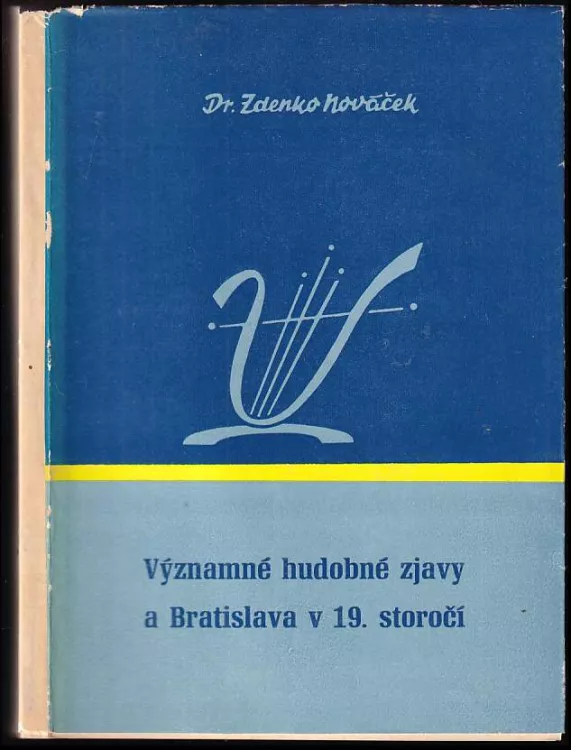 Dr. Zdenko Nováček
Významné hudobné zjavy
a Bratislava v 19. storočí